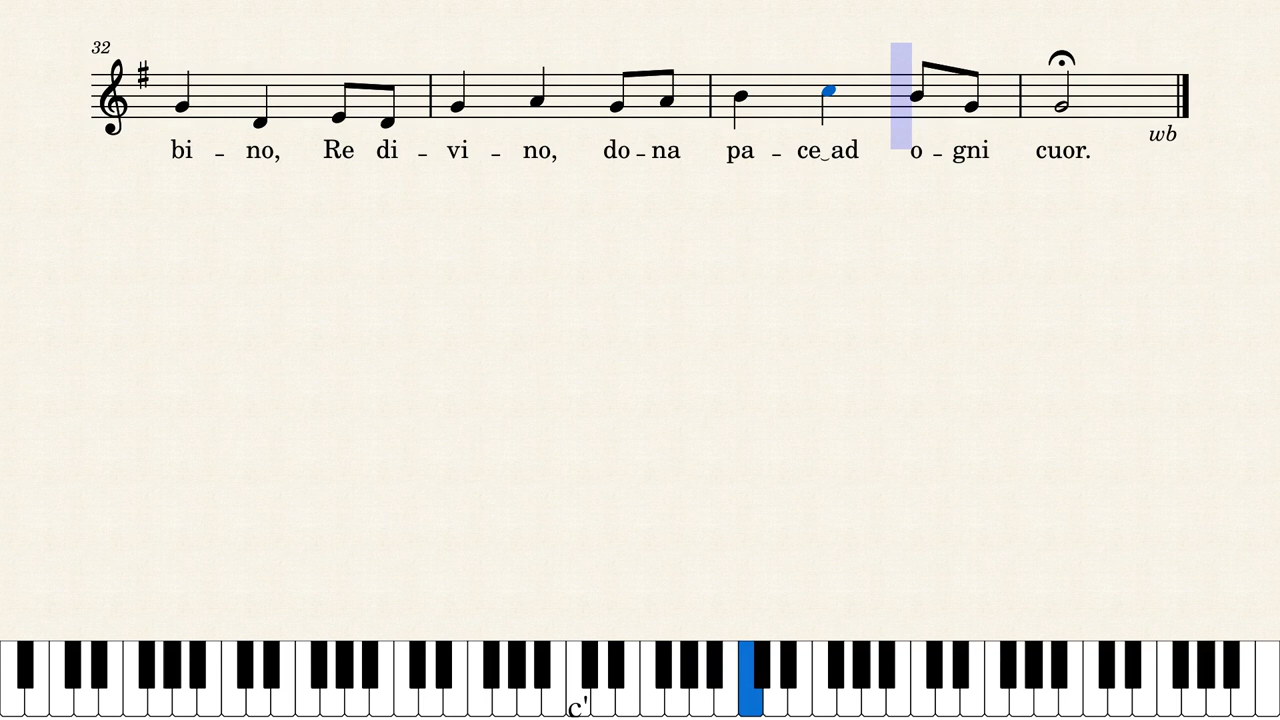 32
bi - no, Re di - vi - no, do - na pa - ce‿ad o - gni cuor.
wb
c'